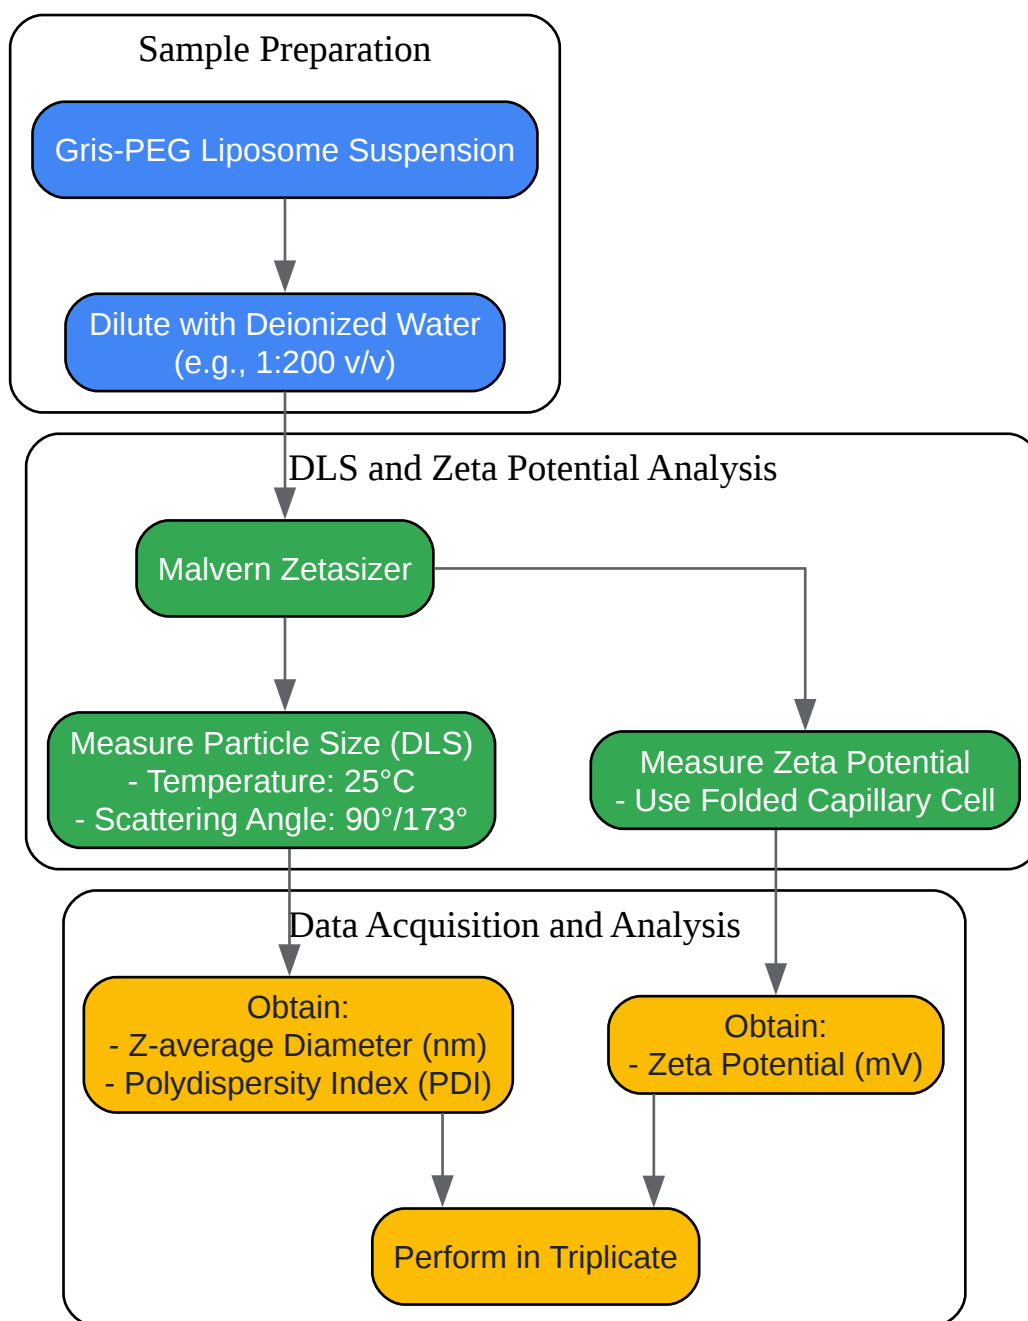 Sample Preparation
Gris-PEG Liposome Suspension
Dilute with Deionized Water
(e.g., 1:200 v/v)
DLS and Zeta Potential Analysis
Malvern Zetasizer
Measure Particle Size (DLS)
- Temperature: 25°C
- Scattering Angle: 90°/173°
Measure Zeta Potential
- Use Folded Capillary Cell
Data Acquisition and Analysis
Obtain:
- Z-average Diameter (nm)
- Polydispersity Index (PDI)
Obtain:
- Zeta Potential (mV)
Perform in Triplicate